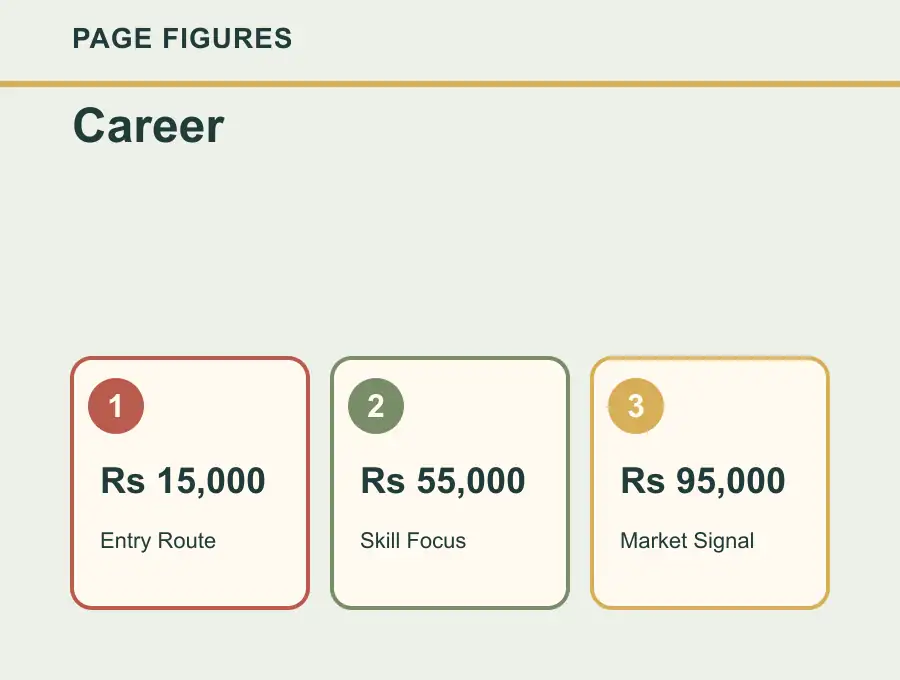 PAGE FIGURES
Career
1
Rs 15,000
Entry Route
2
Rs 55,000
Skill Focus
3
Rs 95,000
Market Signal